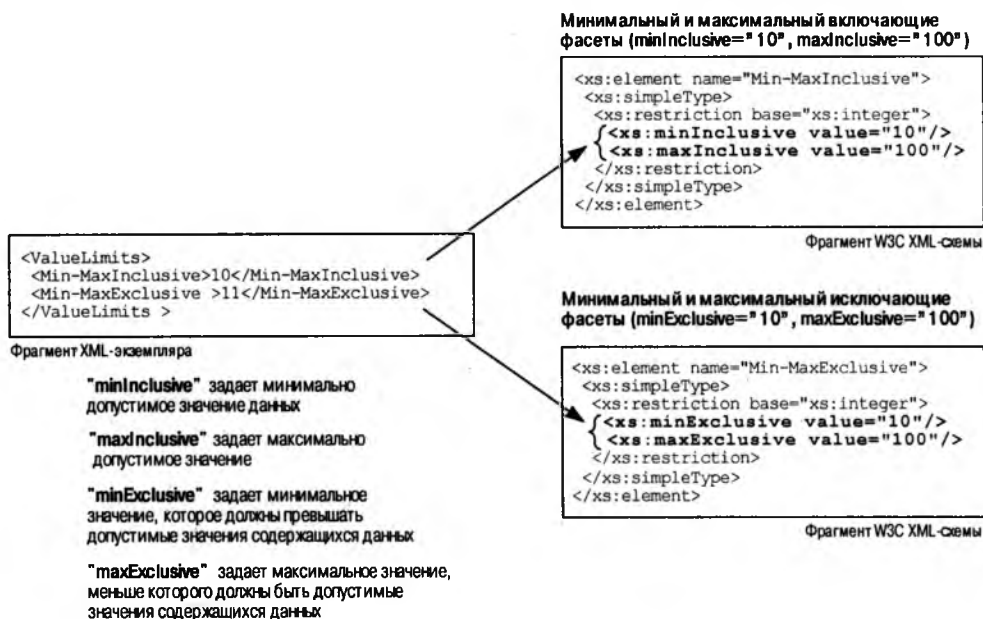 Минимальный и максимальный включающие
фасеты (minInclusive="10", maxInclusive="100")
<xs:element name="Min-MaxInclusive">
<xs:simpleType>
<xs:restriction base="xs:integer">
<xs:minInclusive value="10"/>
<xs:maxInclusive value="100"/>
</xs:restriction>
</xs:simpleType>
</xs:element>
Фрагмент W3C XML-схемы
<ValueLimits>
<Min-MaxInclusive>10</Min-MaxInclusive>
<Min-MaxExclusive >11</Min-MaxExclusive>
</ValueLimits >
Фрагмент XML-экземпляра
"minInclusive" задает минимально
допустимое значение данных
"maxInclusive" задает максимально
допустимое значение
"minExclusive" задает минимальное
значение, которое должны превышать
допустимые значения содержащихся данных
"maxExclusive" задает максимальное значение,
меньше которого должны быть допустимые
значения содержащихся данных
Минимальный и максимальный исключающие
фасеты (minExclusive="10", maxExclusive="100")
<xs:element name="Min-MaxExclusive">
<xs:simpleType>
<xs:restriction base="xs:integer">
<xs:minExclusive value="10"/>
<xs:maxExclusive value="100"/>
</xs:restriction>
</xs:simpleType>
</xs:element>
Фрагмент W3C XML-схемы